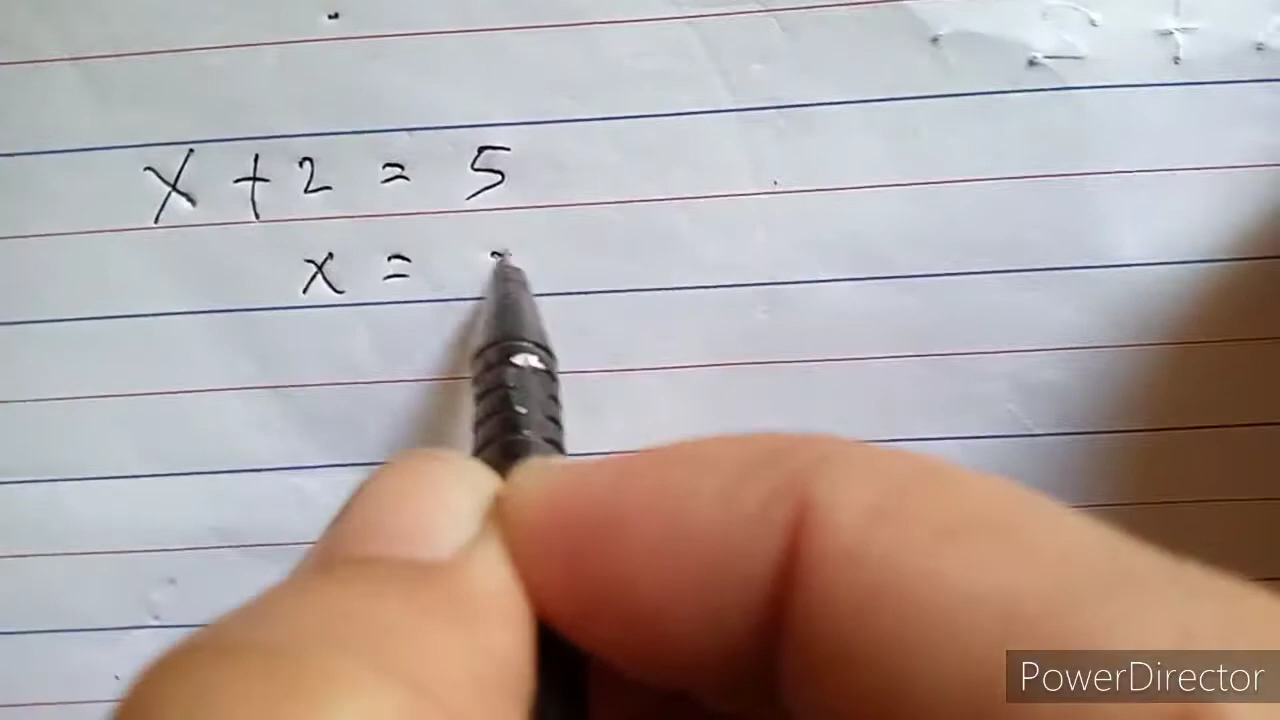 x + 2 = 5
x =
PowerDirector